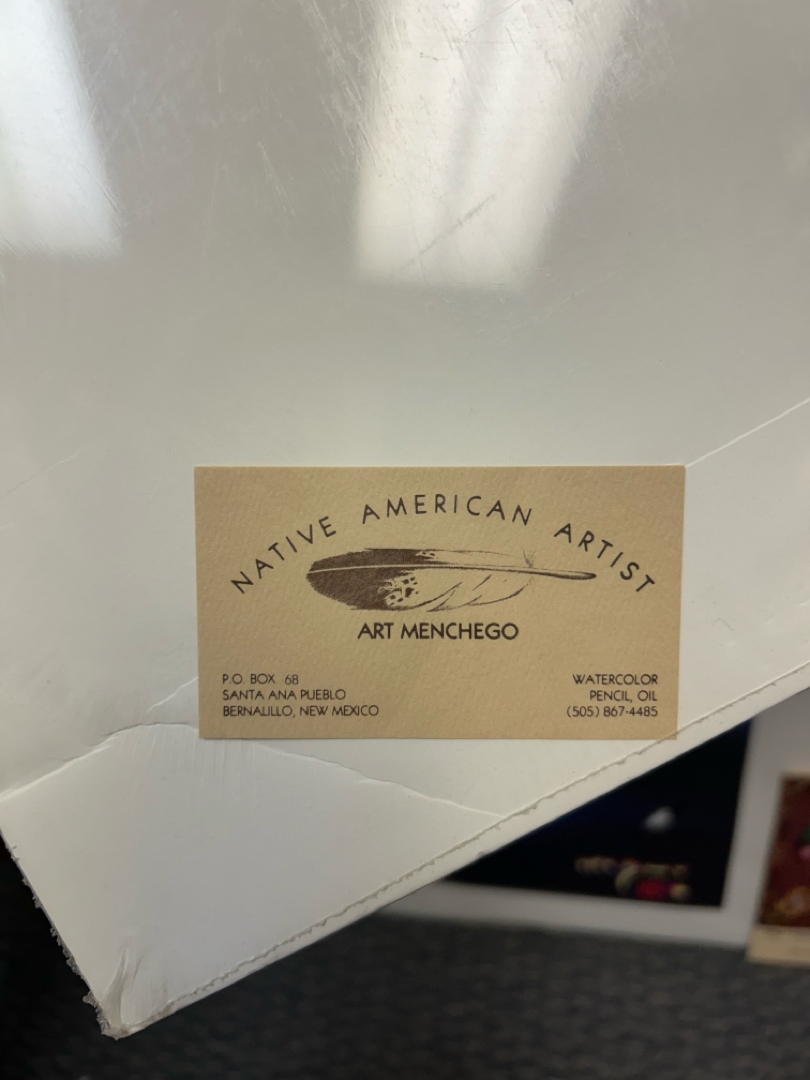 NATIVE AMERICAN ARTIST
ART MENCHEGO
P.O. BOX 68
SANTA ANA PUEBLO
BERNALILLO, NEW MEXICO
WATERCOLOR
PENCIL, OIL
(505) 867-4485